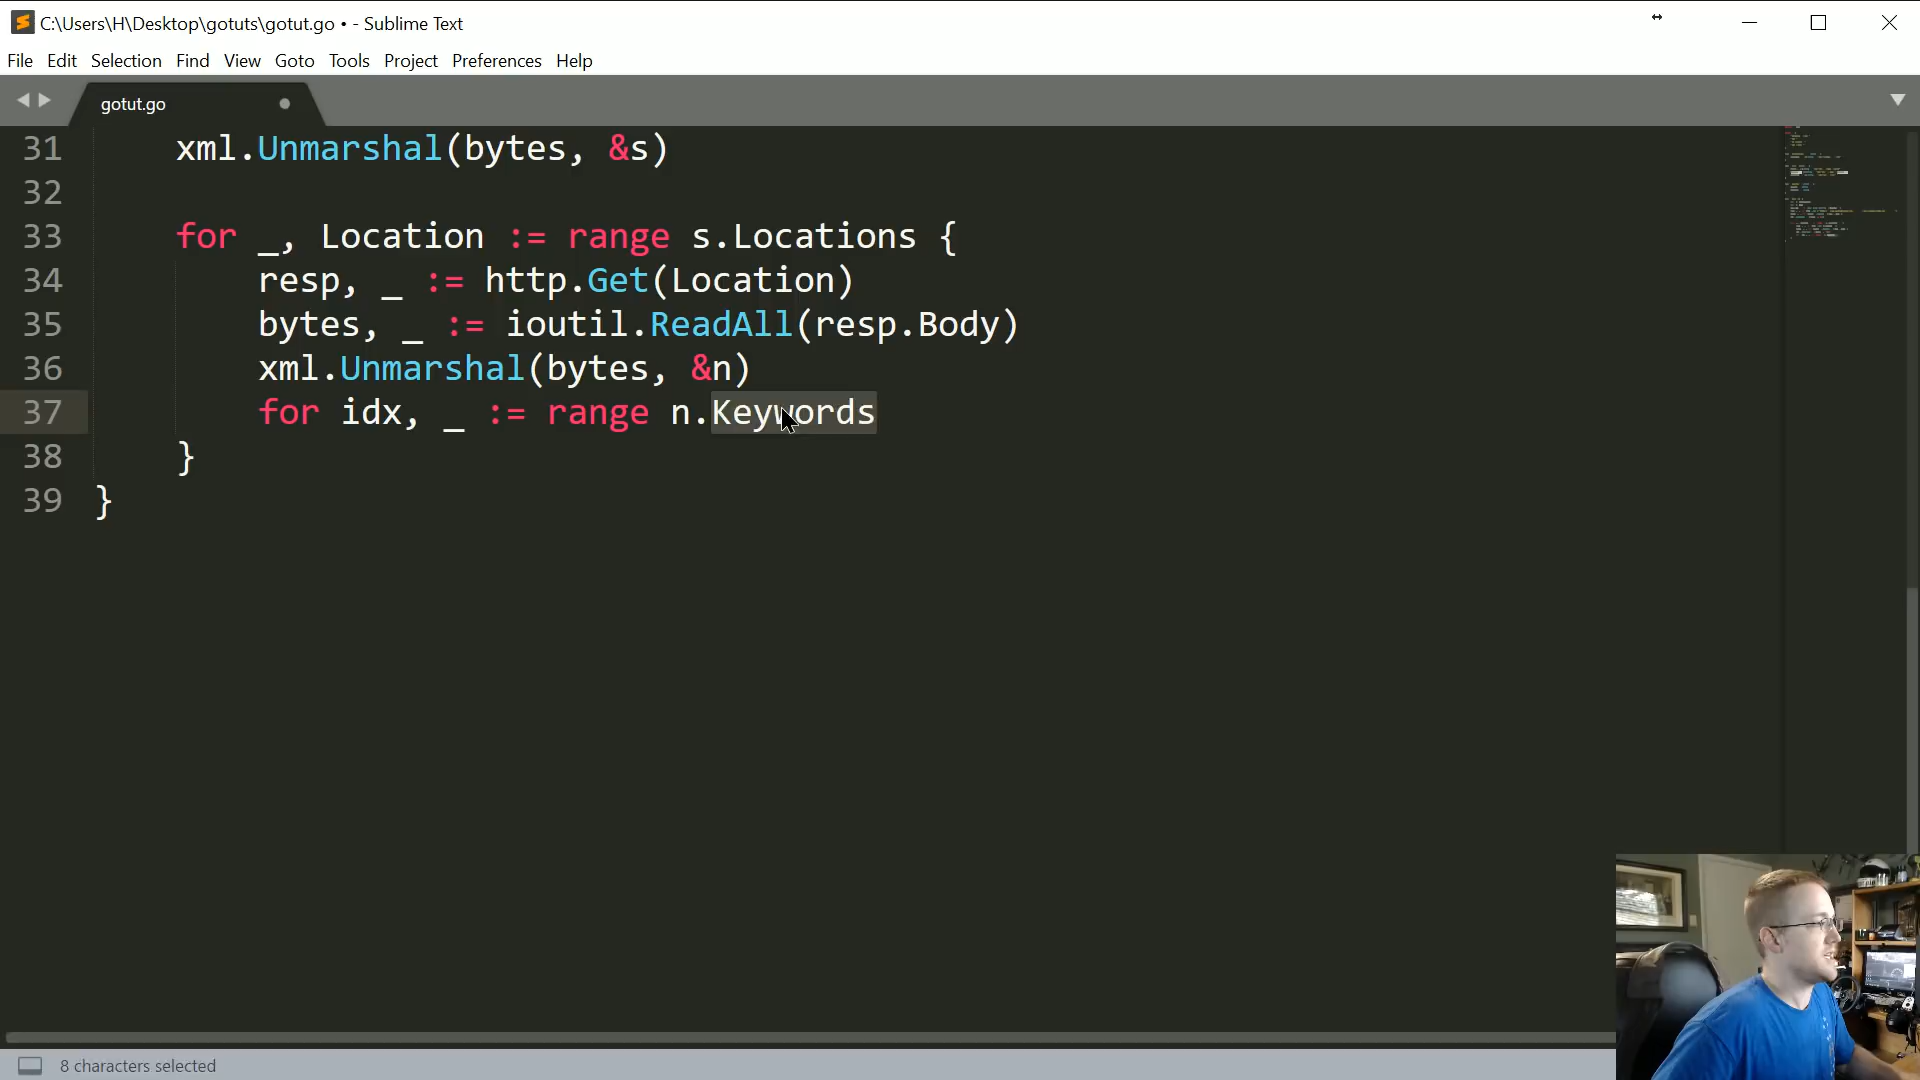 C:\Users\H\Desktop\gotuts\gotut.go • - Sublime Text
File Edit Selection Find View Goto Tools Project Preferences Help
gotut.go
31 xml.Unmarshal(bytes, &s)
32
33 for _, Location := range s.Locations {
34 resp, _ := http.Get(Location)
35 bytes, _ := ioutil.ReadAll(resp.Body)
36 xml.Unmarshal(bytes, &n)
37 for idx, _ := range n.Keywords
38 }
39 }
8 characters selected